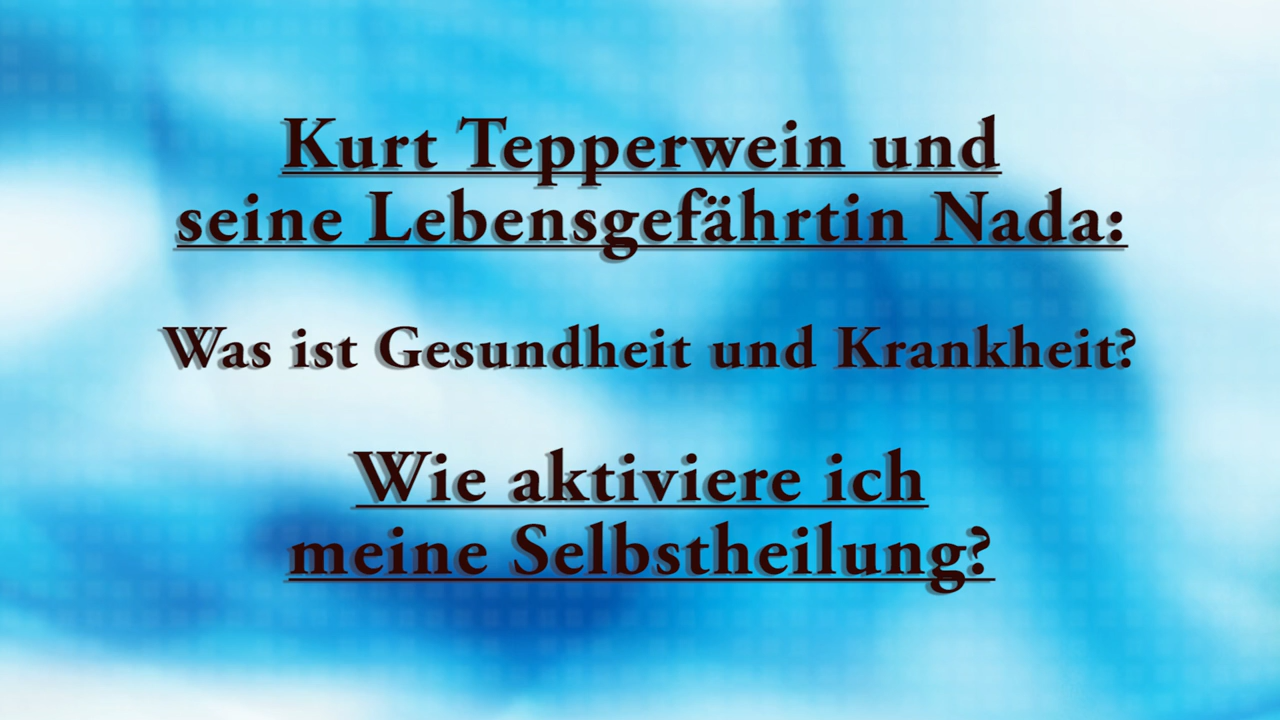 Kurt Tepperwein und
seine Lebensgefährtin Nada:
Was ist Gesundheit und Krankheit?
Wie aktiviere ich
meine Selbstheilung?